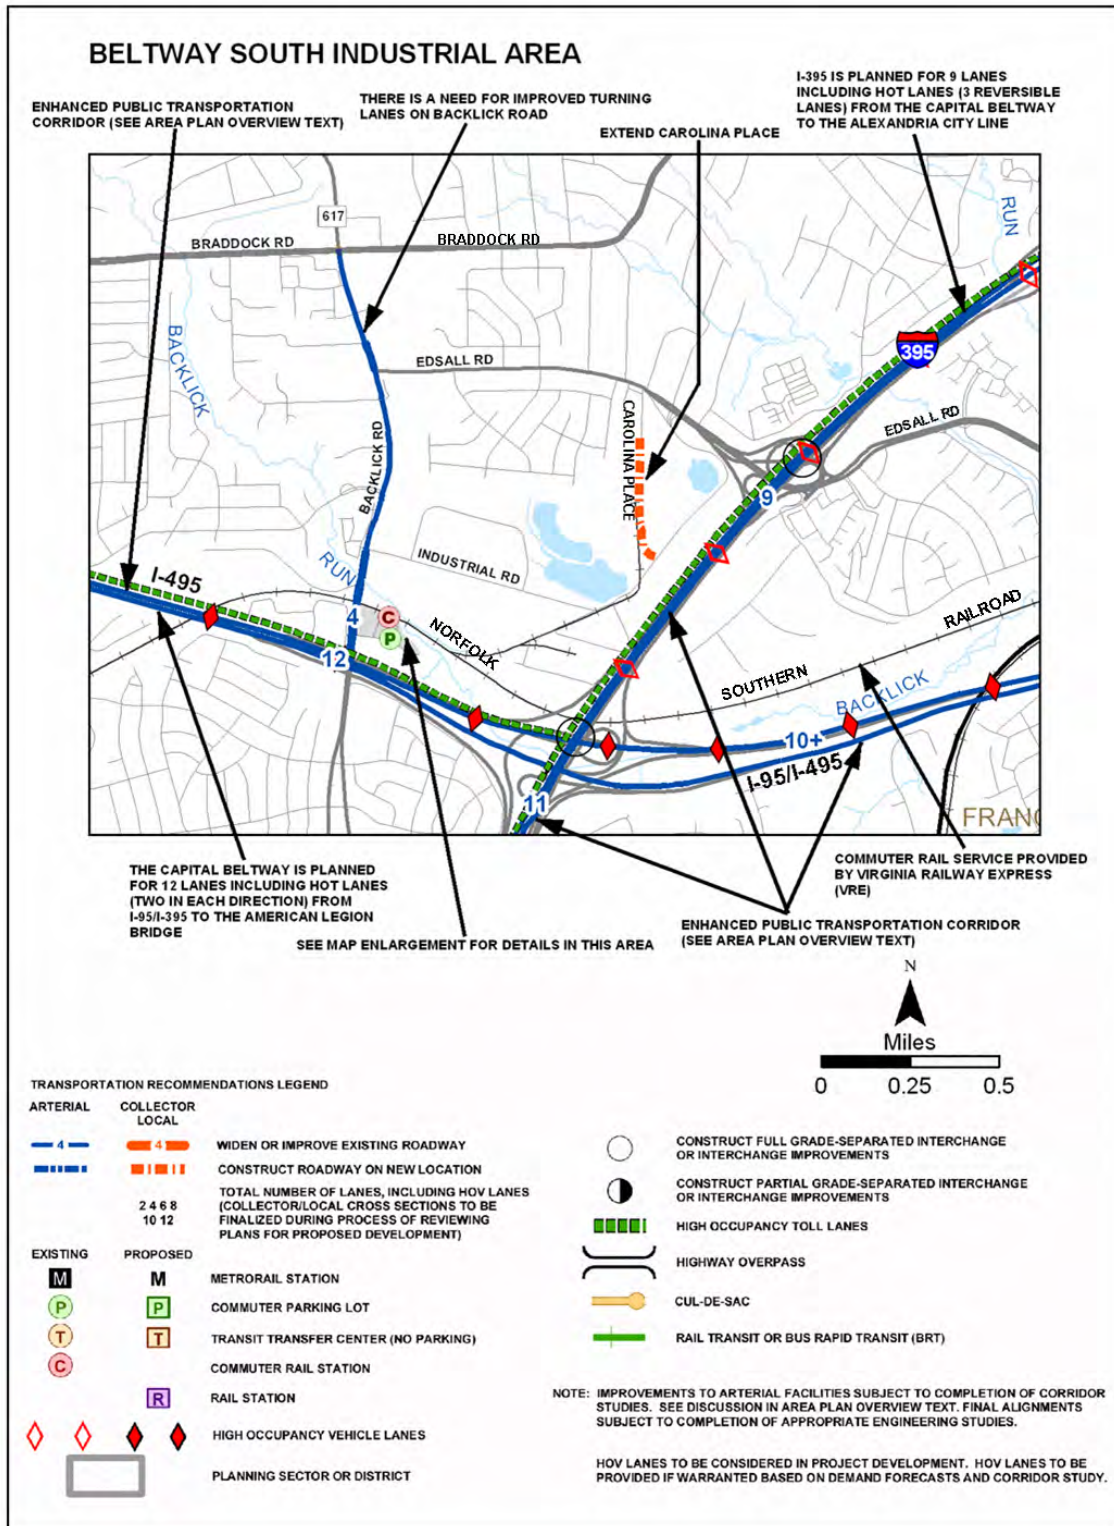 BELTWAY SOUTH INDUSTRIAL AREA
ENHANCED PUBLIC TRANSPORTATION
CORRIDOR (SEE AREA PLAN OVERVIEW TEXT)
THERE IS A NEED FOR IMPROVED TURNING
LANES ON BACKLICK ROAD
EXTEND CAROLINA PLACE
I-395 IS PLANNED FOR 9 LANES
INCLUDING HOT LANES (3 REVERSIBLE
LANES) FROM THE CAPITAL BELTWAY
TO THE ALEXANDRIA CITY LINE
617
BRADDOCK RD
BRADDOCK RD
RUN
BACKLICK
EDSALL RD
395
CAROLINA PLACE
EDSALL RD
BACKLICK RD
9
RUN
INDUSTRIAL RD
I-495
4
C
P
12
NORFOLK
SOUTHERN
RAILROAD
BACKLICK
10+
I-95/I-495
11
FRANC
THE CAPITAL BELTWAY IS PLANNED
FOR 12 LANES INCLUDING HOT LANES
(TWO IN EACH DIRECTION) FROM
I-95/I-395 TO THE AMERICAN LEGION
BRIDGE
SEE MAP ENLARGEMENT FOR DETAILS IN THIS AREA
ENHANCED PUBLIC TRANSPORTATION CORRIDOR
(SEE AREA PLAN OVERVIEW TEXT)
COMMUTER RAIL SERVICE PROVIDED
BY VIRGINIA RAILWAY EXPRESS
(VRE)
N
Miles
0 0.25 0.5
TRANSPORTATION RECOMMENDATIONS LEGEND
ARTERIAL COLLECTOR
LOCAL
4 4 WIDEN OR IMPROVE EXISTING ROADWAY
CONSTRUCT ROADWAY ON NEW LOCATION
2 4 6 8
10 12
TOTAL NUMBER OF LANES, INCLUDING HOV LANES
(COLLECTOR/LOCAL CROSS SECTIONS TO BE
FINALIZED DURING PROCESS OF REVIEWING
PLANS FOR PROPOSED DEVELOPMENT)
EXISTING PROPOSED
M M METRORAIL STATION
P P COMMUTER PARKING LOT
T T TRANSIT TRANSFER CENTER (NO PARKING)
C COMMUTER RAIL STATION
R RAIL STATION
HIGH OCCUPANCY VEHICLE LANES
PLANNING SECTOR OR DISTRICT
CONSTRUCT FULL GRADE-SEPARATED INTERCHANGE
OR INTERCHANGE IMPROVEMENTS
CONSTRUCT PARTIAL GRADE-SEPARATED INTERCHANGE
OR INTERCHANGE IMPROVEMENTS
HIGH OCCUPANCY TOLL LANES
HIGHWAY OVERPASS
CUL-DE-SAC
RAIL TRANSIT OR BUS RAPID TRANSIT (BRT)
NOTE: IMPROVEMENTS TO ARTERIAL FACILITIES SUBJECT TO COMPLETION OF CORRIDOR
STUDIES. SEE DISCUSSION IN AREA PLAN OVERVIEW TEXT. FINAL ALIGNMENTS
SUBJECT TO COMPLETION OF APPROPRIATE ENGINEERING STUDIES.
HOV LANES TO BE CONSIDERED IN PROJECT DEVELOPMENT. HOV LANES TO BE
PROVIDED IF WARRANTED BASED ON DEMAND FORECASTS AND CORRIDOR STUDY.